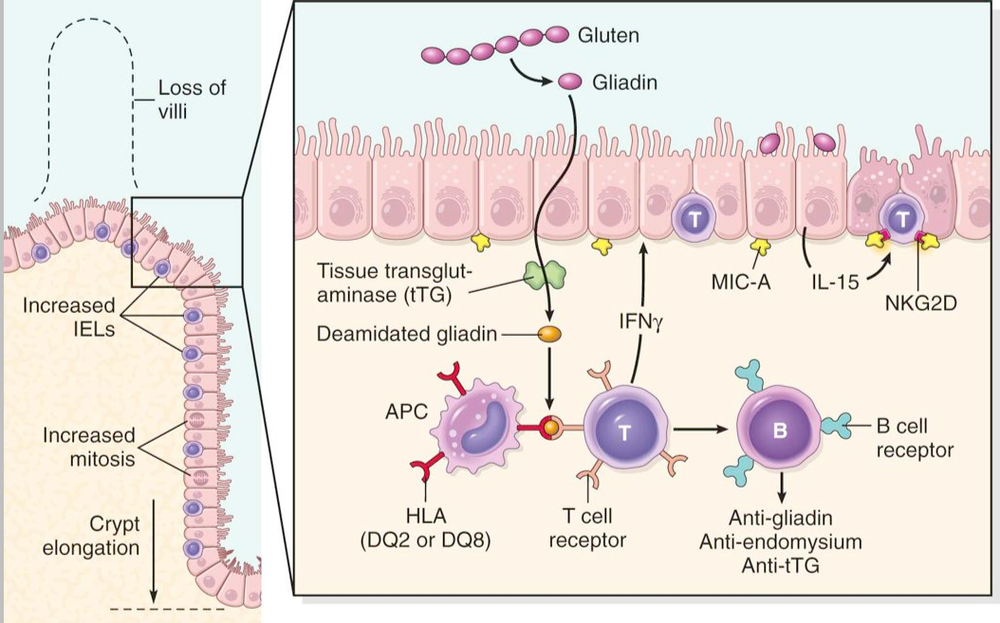 Loss of
villi
Increased
IELs
Increased
mitosis
Crypt
elongation
Gluten
Gliadin
T
T
MIC-A
IL-15
NKG2D
Tissue transglut-
aminase (tTG)
Deamidated gliadin
IFNγ
APC
T
B
B cell
receptor
HLA
(DQ2 or DQ8)
T cell
receptor
Anti-gliadin
Anti-endomysium
Anti-tTG